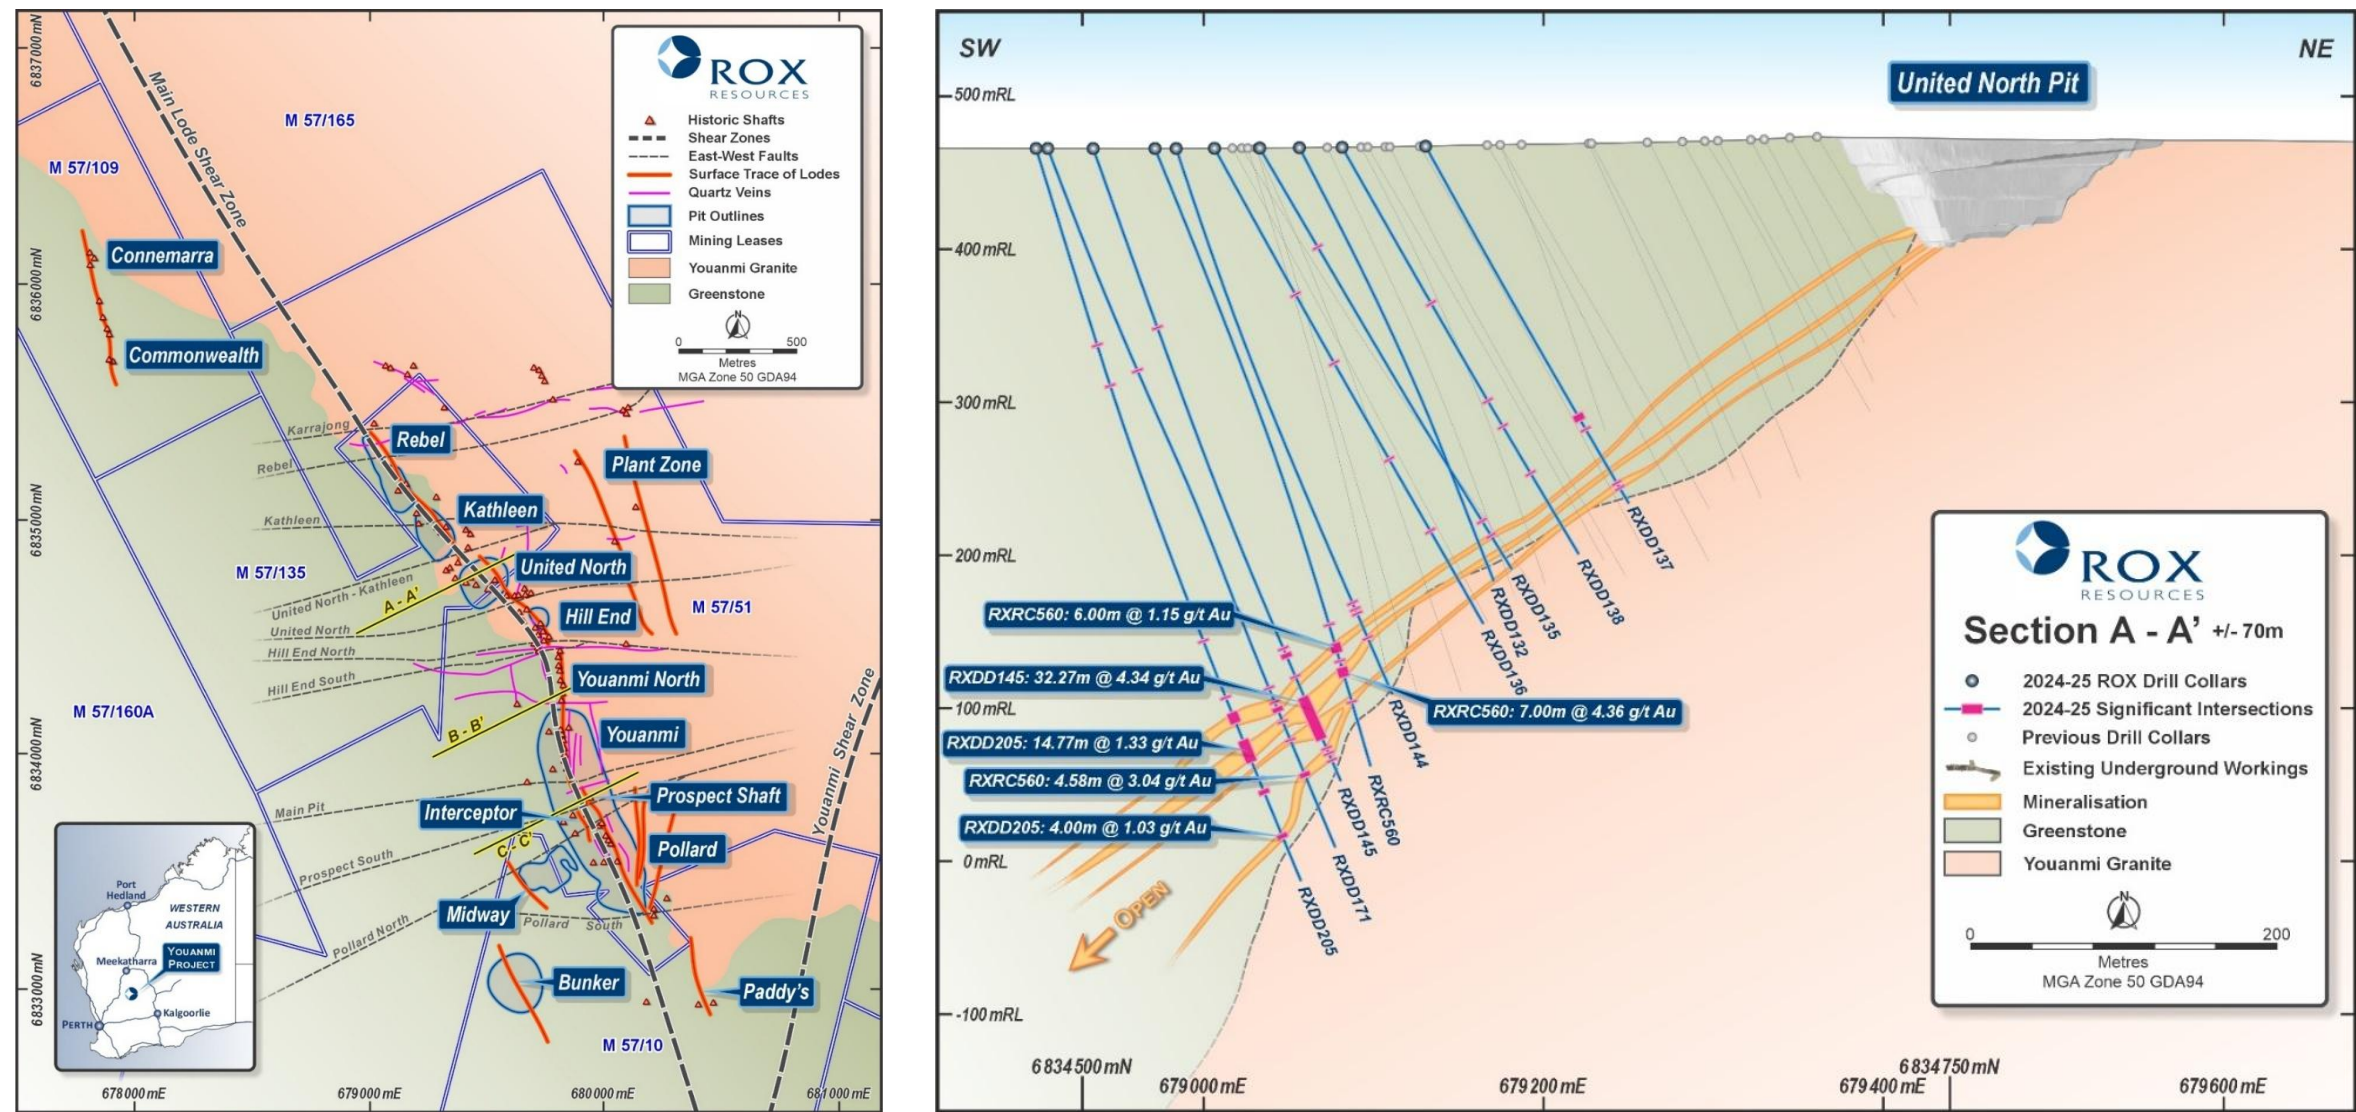 6837000mN
6836000mN
6835000mN
6834000mN
6833000mN
Main Lode Shear Zone
M 57/165
M 57/109
ROX
RESOURCES
Historic Shafts
Shear Zones
East-West Faults
Surface Trace of Lodes
Quartz Veins
Pit Outlines
Mining Leases
Youanmi Granite
Greenstone
N
0 500
Metres
MGA Zone 50 GDA94
Connemarra
Commonwealth
Karrajong
Rebel
Rebel
Plant Zone
Kathleen
Kathleen
United North
M 57/135
United North - Kathleen
A - A'
Hill End
M 57/51
United North
Hill End North
Hill End South
Youanmi North
M 57/160A
B - B'
Youanmi
Youanmi Shear Zone
Main Pit
Interceptor
Prospect Shaft
C - C'
Pollard
Prospect South
Midway
Pollard South
Pollard North
Bunker
Paddy's
M 57/10
Port
Hedland
WESTERN
AUSTRALIA
Meekatharra
YOUANMI
PROJECT
Kalgoorlie
PERTH
678000mE
679000mE
680000mE
681000mE
SW
NE
United North Pit
500mRL
400mRL
300mRL
200mRL
100mRL
0mRL
-100mRL
RXDD137
RXDD138
RXDD135
RXDD132
RXDD136
RXDD144
RXRC560
RXDD145
RXDD171
RXDD205
RXRC560: 6.00m @ 1.15 g/t Au
RXDD145: 32.27m @ 4.34 g/t Au
RXRC560: 7.00m @ 4.36 g/t Au
RXDD205: 14.77m @ 1.33 g/t Au
RXRC560: 4.58m @ 3.04 g/t Au
RXDD205: 4.00m @ 1.03 g/t Au
OPEN
ROX
RESOURCES
Section A - A' +/- 70m
2024-25 ROX Drill Collars
2024-25 Significant Intersections
Previous Drill Collars
Existing Underground Workings
Mineralisation
Greenstone
Youanmi Granite
N
0 200
Metres
MGA Zone 50 GDA94
6834500mN
6834750mN
679000mE
679200mE
679400mE
679600mE